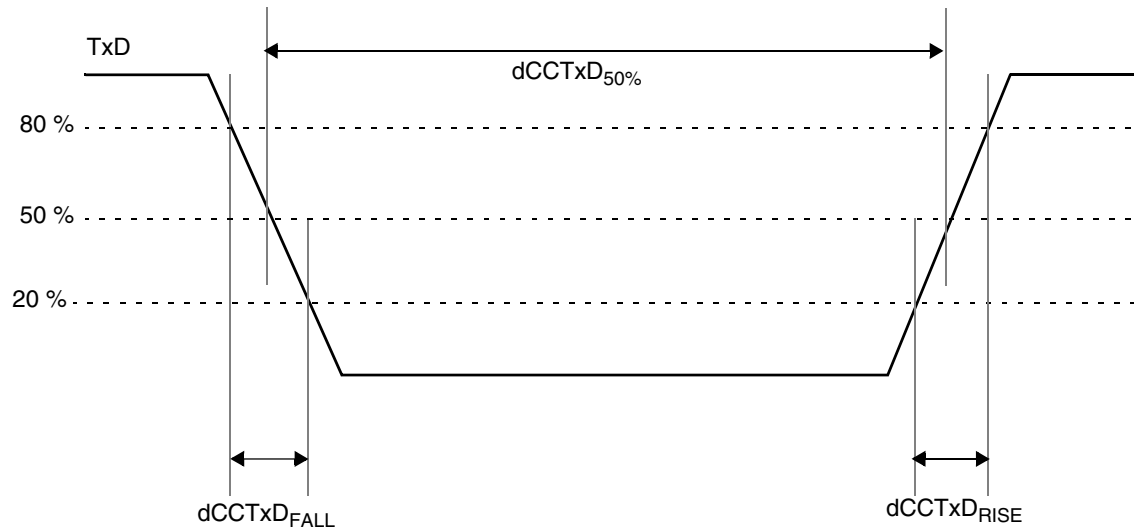 TxD
dCCTxD50%
80 %
50 %
20 %
dCCTxDFALL
dCCTxDRISE